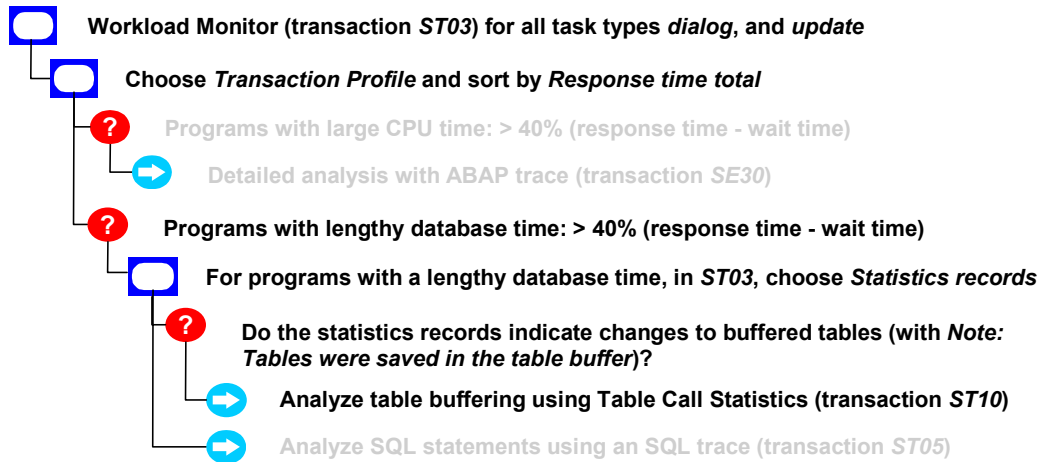 Workload Monitor (transaction ST03) for all task types dialog, and update
Choose Transaction Profile and sort by Response time total
? Programs with large CPU time: > 40% (response time - wait time)
Detailed analysis with ABAP trace (transaction SE30)
? Programs with lengthy database time: > 40% (response time - wait time)
For programs with a lengthy database time, in ST03, choose Statistics records
? Do the statistics records indicate changes to buffered tables (with Note:
Tables were saved in the table buffer)?
Analyze table buffering using Table Call Statistics (transaction ST10)
Analyze SQL statements using an SQL trace (transaction ST05)